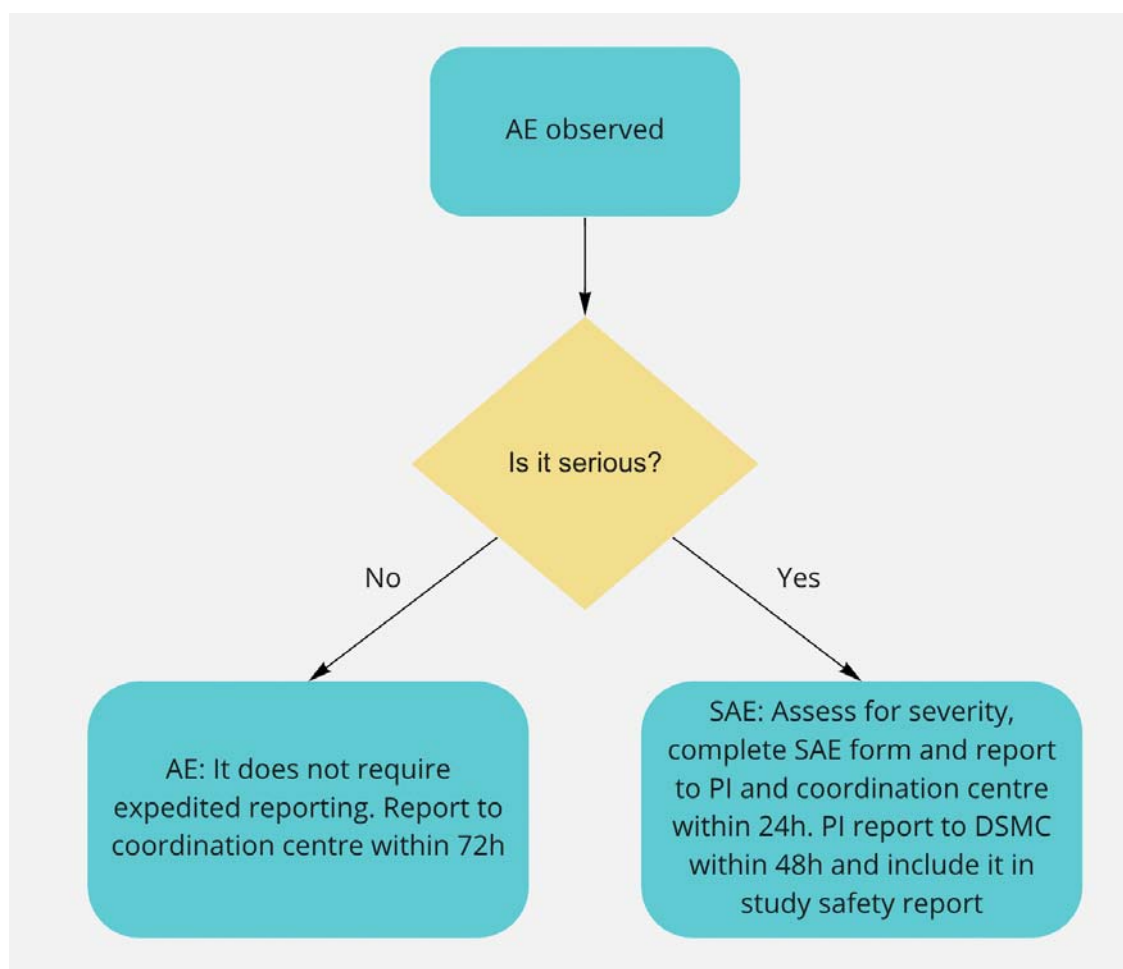 AE observed
Is it serious?
No
Yes
AE: It does not require
expedited reporting. Report to
coordination centre within 72h
SAE: Assess for severity,
complete SAE form and report
to PI and coordination centre
within 24h. PI report to DSMC
within 48h and include it in
study safety report